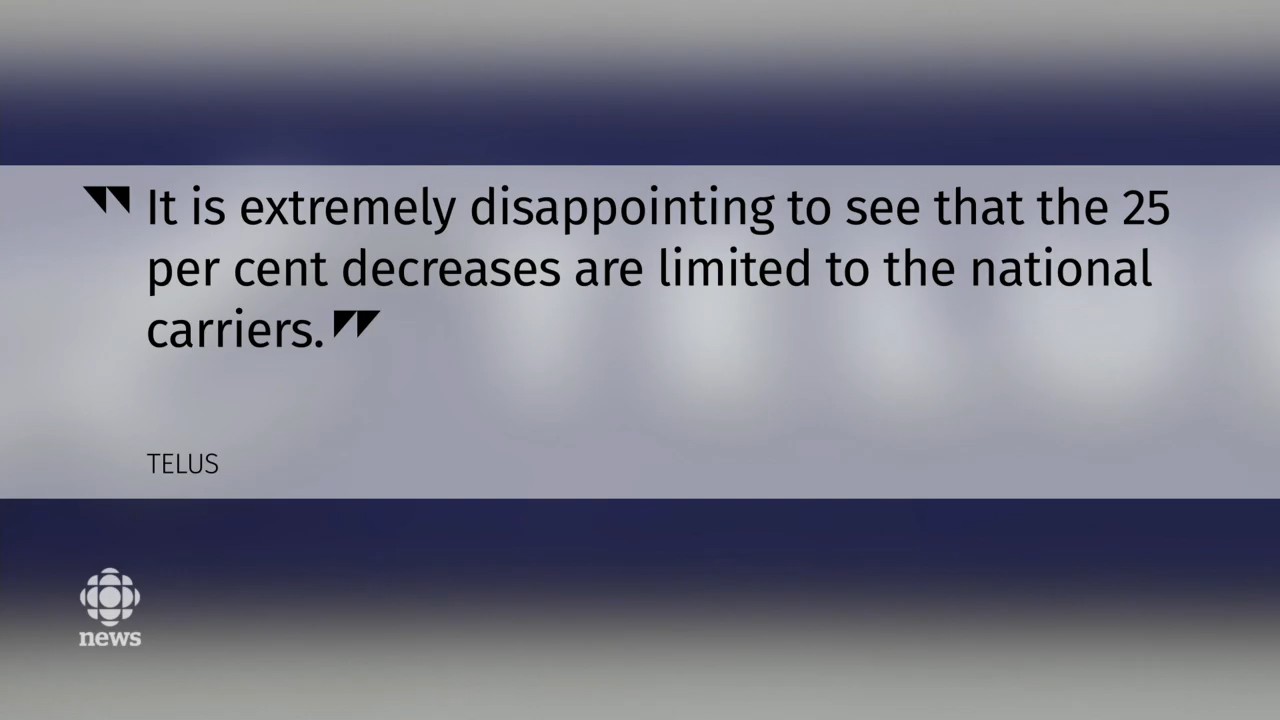 "It is extremely disappointing to see that the 25
per cent decreases are limited to the national
carriers."
TELUS
news